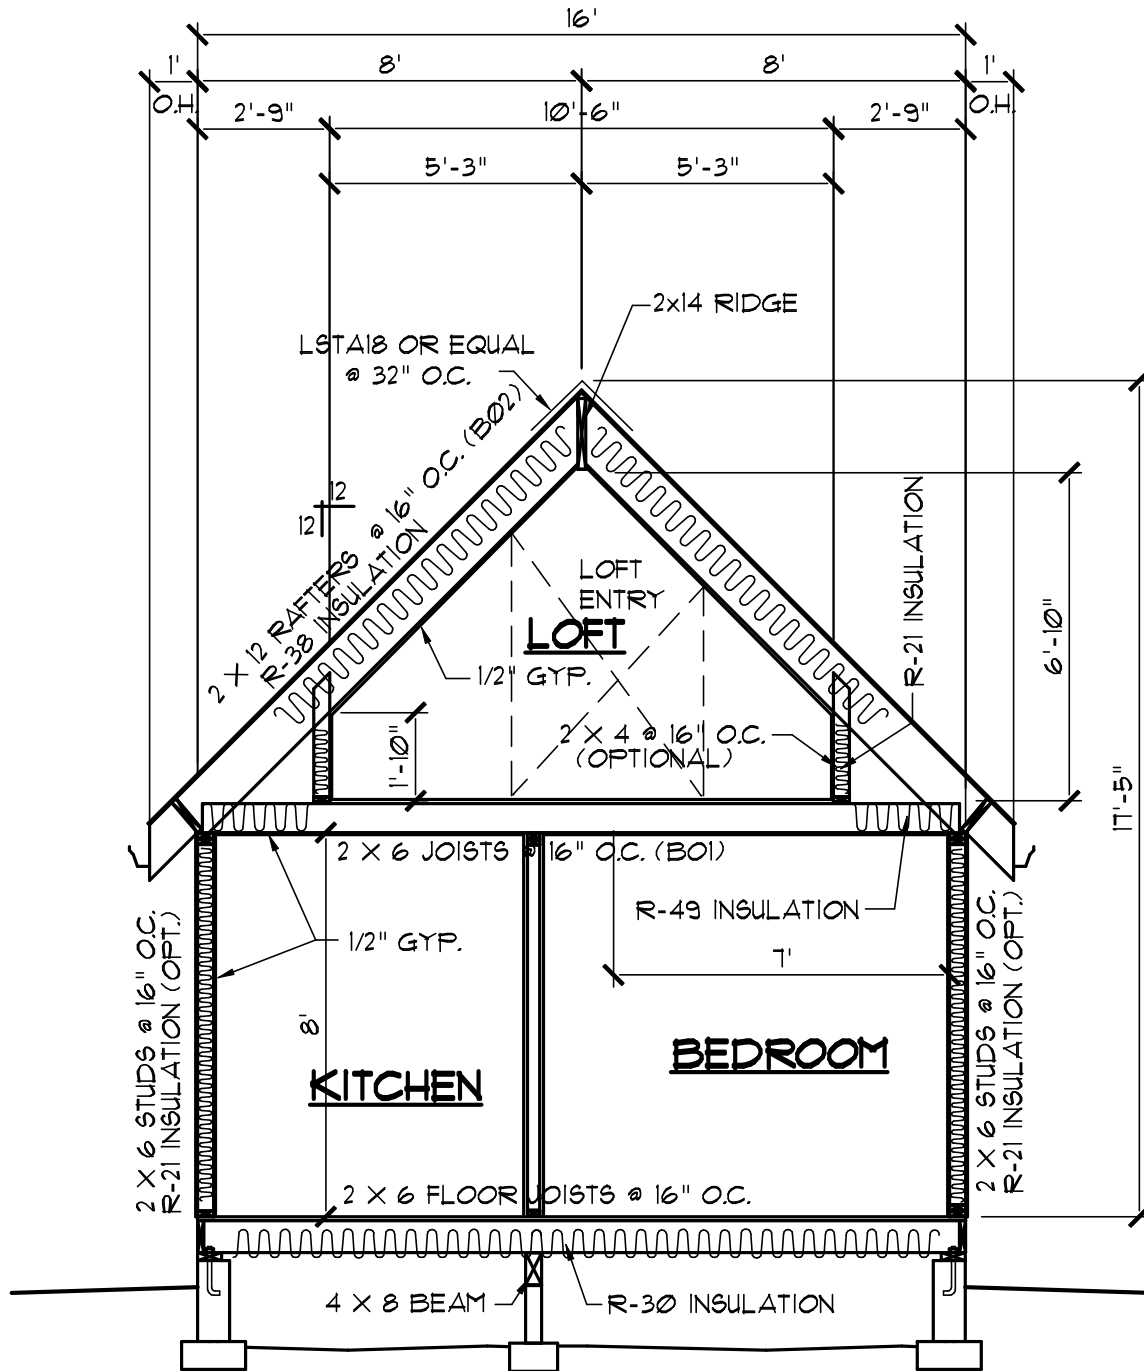 16'
1'
8'
8'
1'
O.H.
O.H.
2'-9"
10'-6"
2'-9"
5'-3"
5'-3"
2x14 RIDGE
LSTA18 OR EQUAL
@ 32" O.C.
2 X 12 RAFTERS @ 16" O.C. (B02)
R-38 INSULATION
12
12
LOFT
ENTRY
LOFT
1/2" GYP.
R-21 INSULATION
6'-10"
17'-5"
2 X 4 @ 16" O.C.
(OPTIONAL)
1'-10"
2 X 6 JOISTS @ 16" O.C. (B01)
R-49 INSULATION
1/2" GYP.
7'
8'
2 X 6 STUDS @ 16" O.C.
R-21 INSULATION (OPT.)
KITCHEN
BEDROOM
2 X 6 STUDS @ 16" O.C.
R-21 INSULATION (OPT.)
2 X 6 FLOOR JOISTS @ 16" O.C.
4 X 8 BEAM
R-30 INSULATION